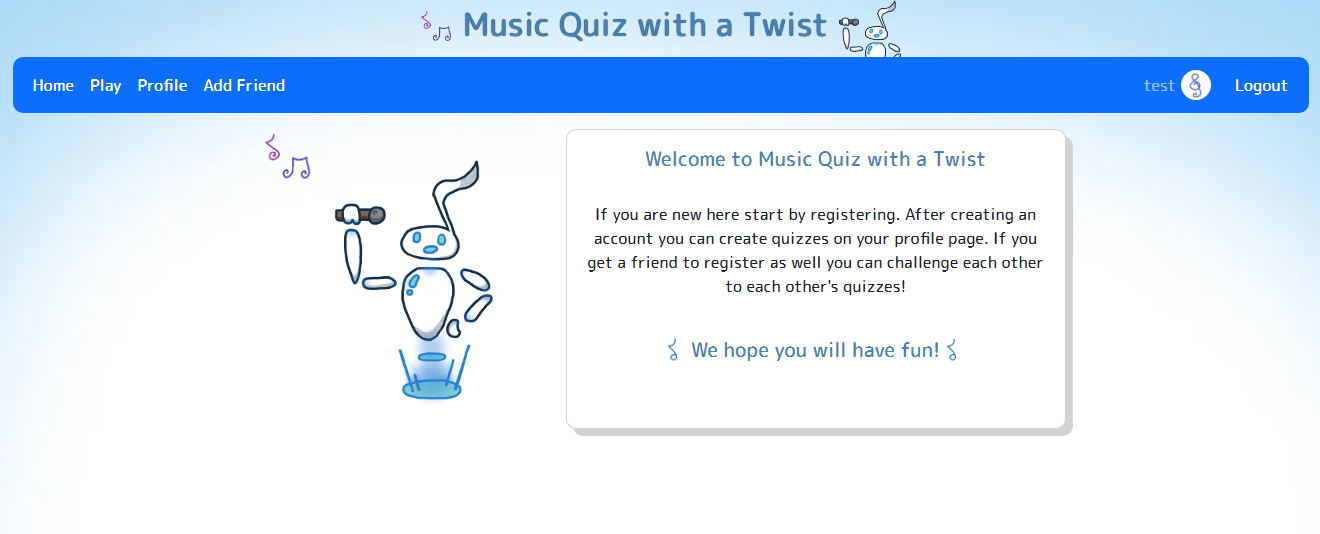 Music Quiz with a Twist
Home Play Profile Add Friend test Logout
Welcome to Music Quiz with a Twist
If you are new here start by registering. After creating an
account you can create quizzes on your profile page. If you
get a friend to register as well you can challenge each other
to each other's quizzes!
We hope you will have fun!